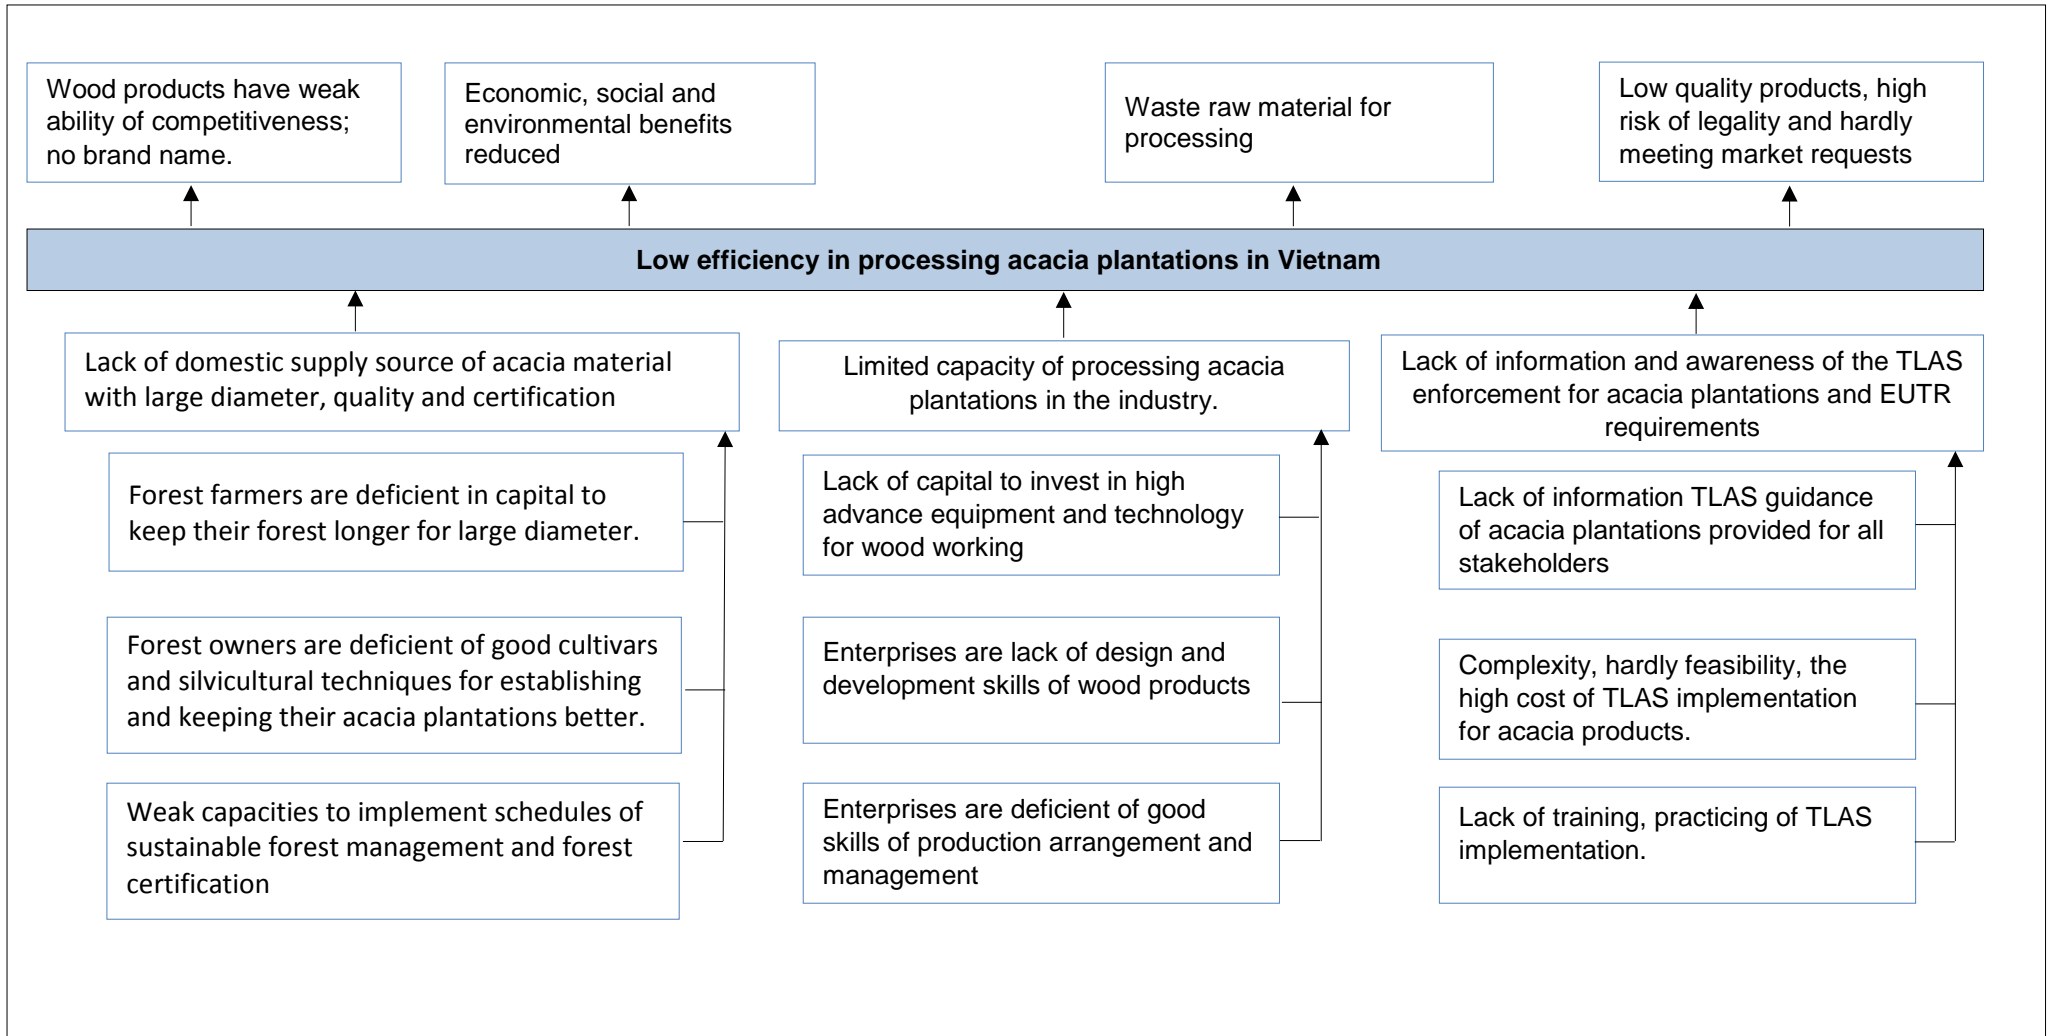 Wood products have weak
ability of competitiveness;
no brand name.
Economic, social and
environmental benefits
reduced
Waste raw material for
processing
Low quality products, high
risk of legality and hardly
meeting market requests
Low efficiency in processing acacia plantations in Vietnam
Lack of domestic supply source of acacia material
with large diameter, quality and certification
Limited capacity of processing acacia
plantations in the industry.
Lack of information and awareness of the TLAS
enforcement for acacia plantations and EUTR
requirements
Forest farmers are deficient in capital to
keep their forest longer for large diameter.
Forest owners are deficient of good cultivars
and silvicultural techniques for establishing
and keeping their acacia plantations better.
Weak capacities to implement schedules of
sustainable forest management and forest
certification
Lack of capital to invest in high
advance equipment and technology
for wood working
Enterprises are lack of design and
development skills of wood products
Enterprises are deficient of good
skills of production arrangement and
management
Lack of information TLAS guidance
of acacia plantations provided for all
stakeholders
Complexity, hardly feasibility, the
high cost of TLAS implementation
for acacia products.
Lack of training, practicing of TLAS
implementation.